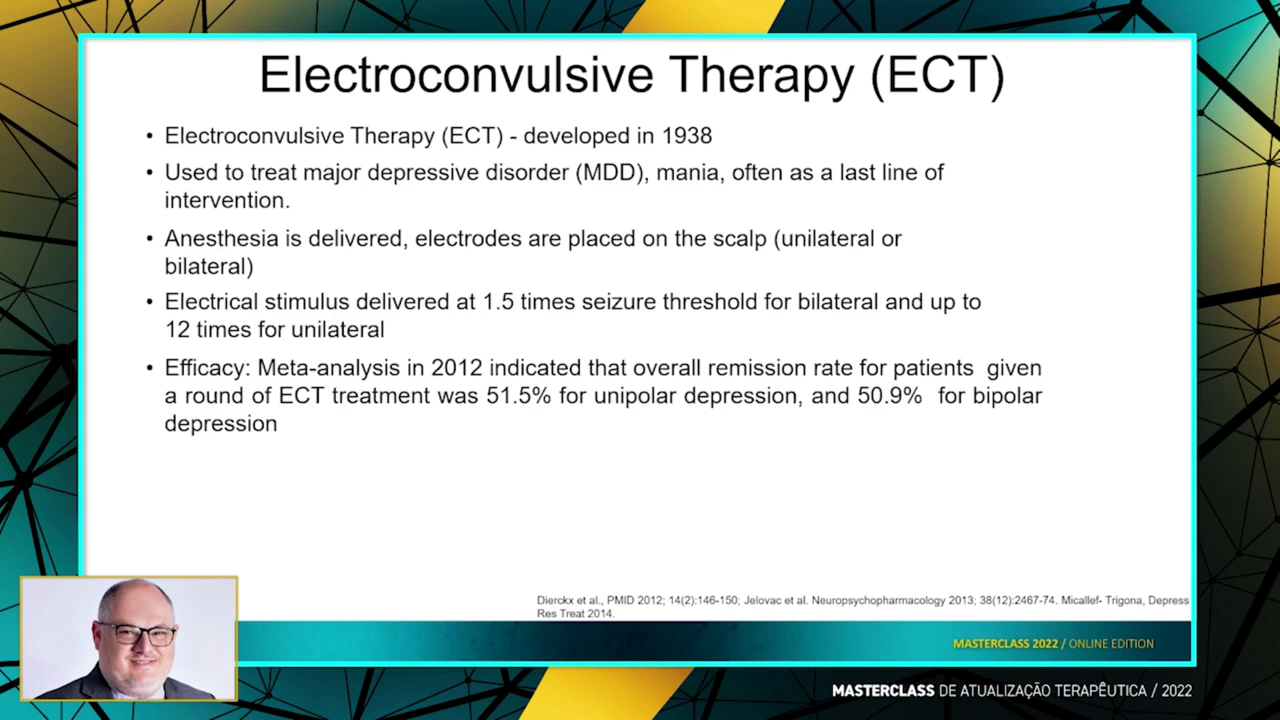 Electroconvulsive Therapy (ECT)
• Electroconvulsive Therapy (ECT) - developed in 1938
• Used to treat major depressive disorder (MDD), mania, often as a last line of
intervention.
• Anesthesia is delivered, electrodes are placed on the scalp (unilateral or
bilateral)
• Electrical stimulus delivered at 1.5 times seizure threshold for bilateral and up to
12 times for unilateral
• Efficacy: Meta-analysis in 2012 indicated that overall remission rate for patients given
a round of ECT treatment was 51.5% for unipolar depression, and 50.9% for bipolar
depression
Dierckx et al., PMID 2012; 14(2):146-150; Jelovac et al. Neuropsychopharmacology 2013; 38(12):2467-74. Micallef- Trigona, Depress
Res Treat 2014.
MASTERCLASS 2022 / ONLINE EDITION
MASTERCLASS DE ATUALIZAÇÃO TERAPÊUTICA / 2022